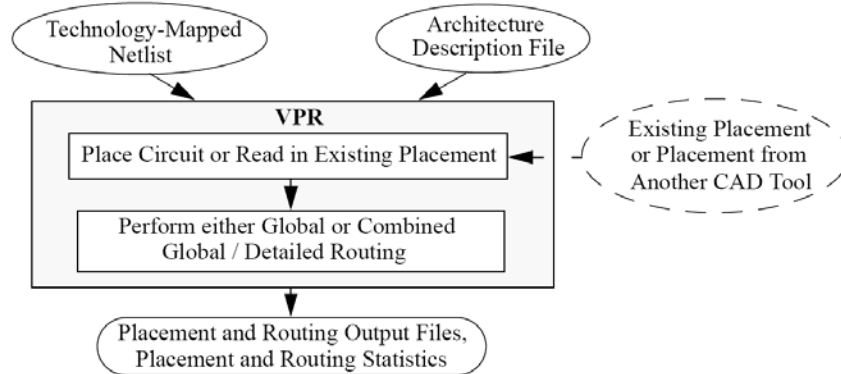 Technology-Mapped
Netlist
Architecture
Description File
VPR
Place Circuit or Read in Existing Placement
Existing Placement
or Placement from
Another CAD Tool
Perform either Global or Combined
Global / Detailed Routing
Placement and Routing Output Files,
Placement and Routing Statistics